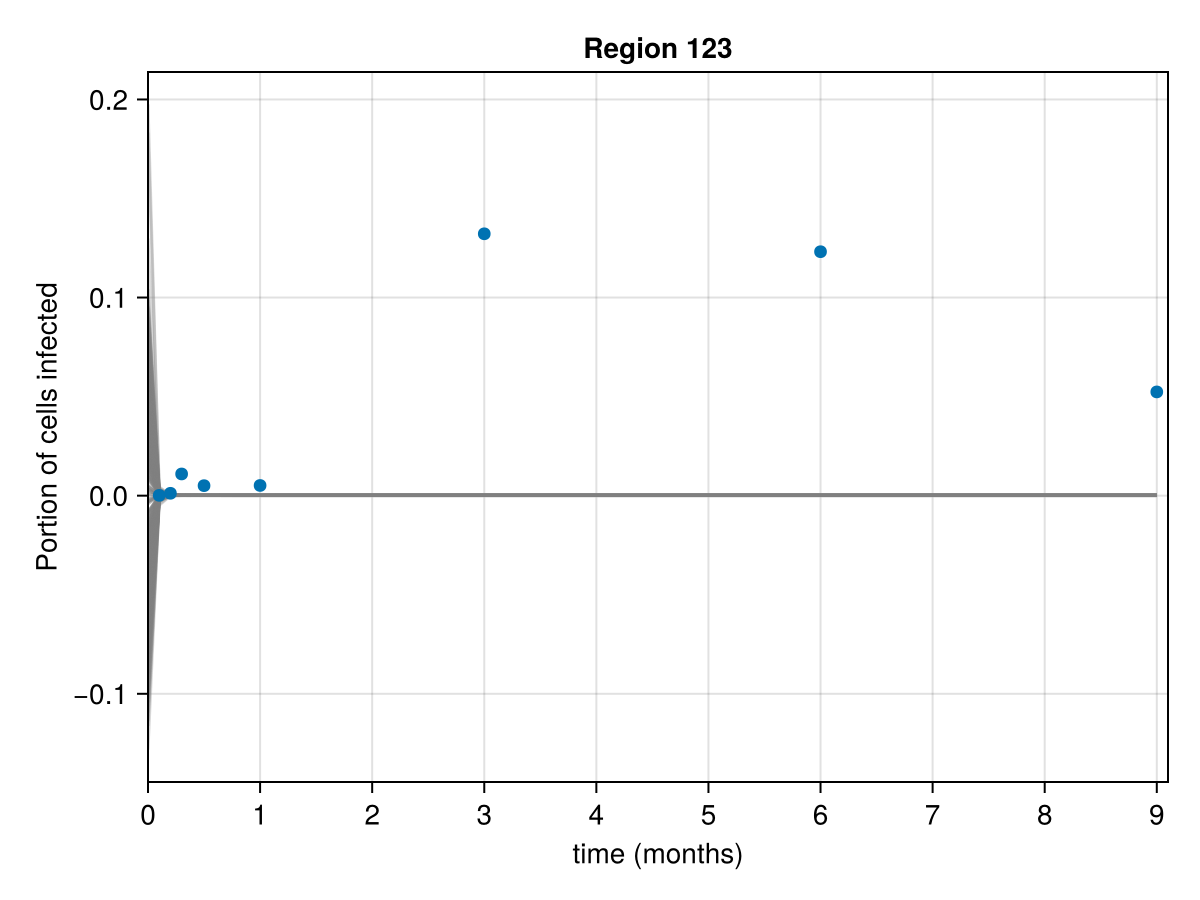 Region 123
0.2
0.1
0.0
−0.1
Portion of cells infected
0 1 2 3 4 5 6 7 8 9
time (months)